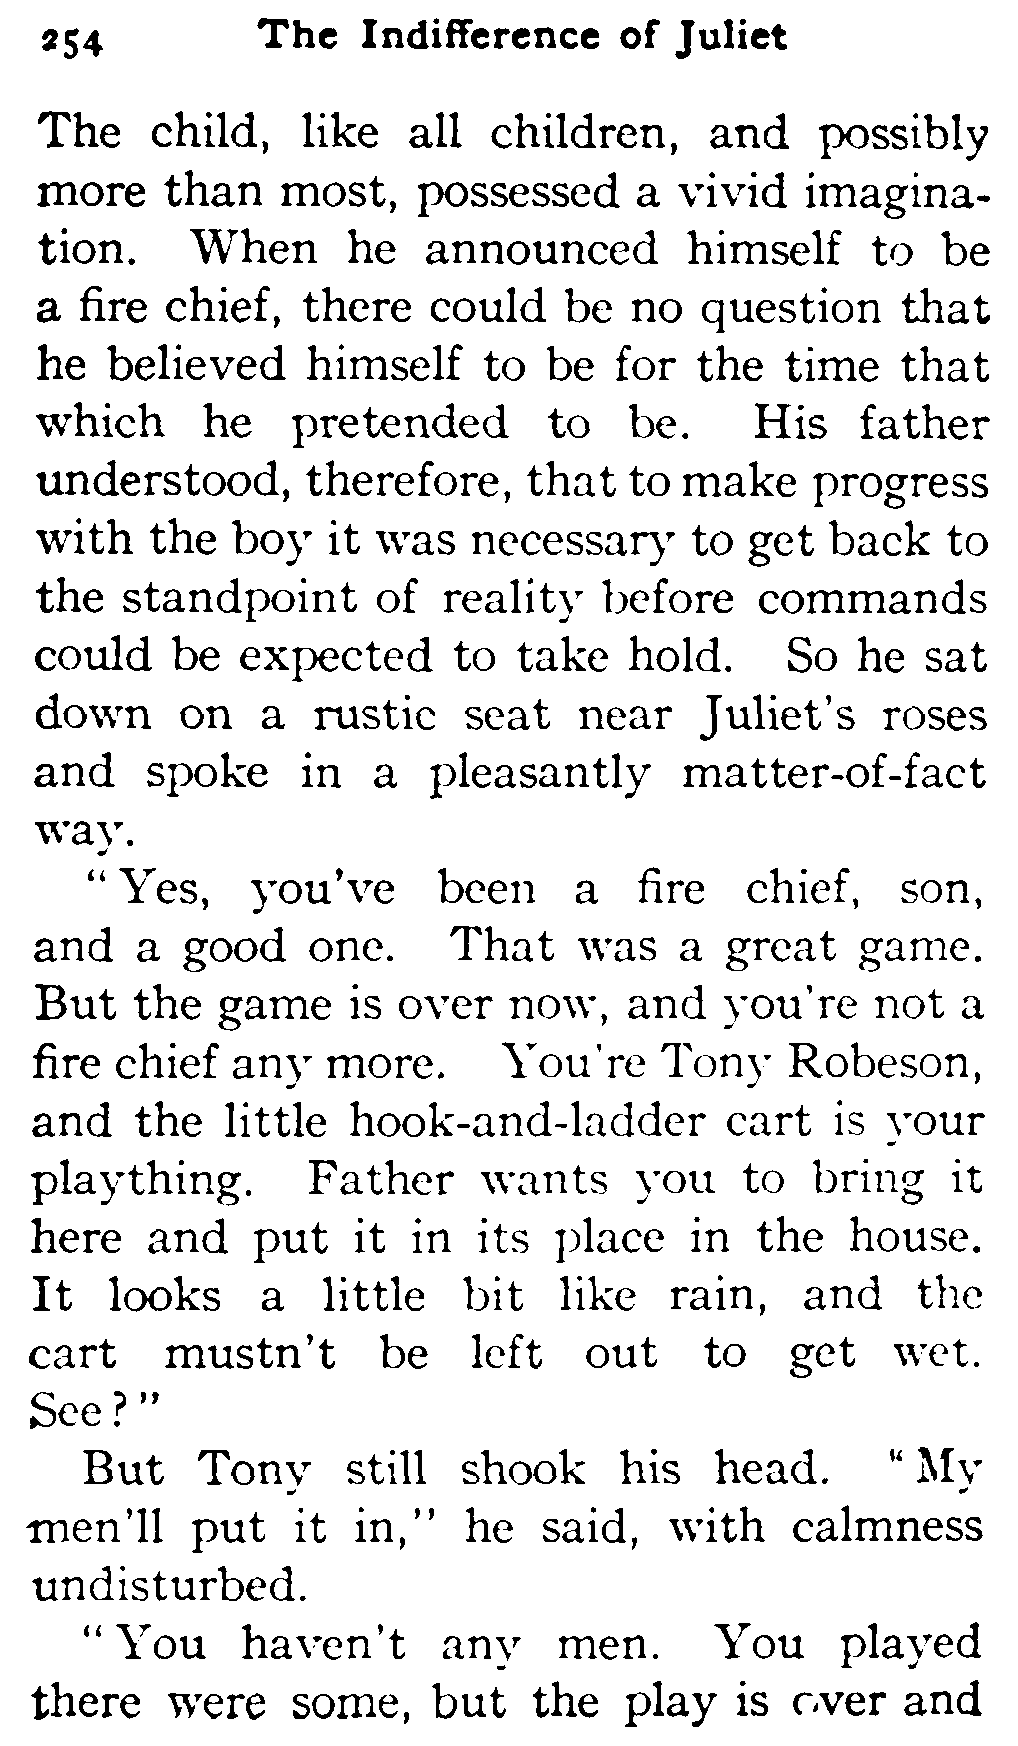 254 The Indifference of Juliet
The child, like all children, and possibly
more than most, possessed a vivid imagina-
tion. When he announced himself to be
a fire chief, there could be no question that
he believed himself to be for the time that
which he pretended to be. His father
understood, therefore, that to make progress
with the boy it was necessary to get back to
the standpoint of reality before commands
could be expected to take hold. So he sat
down on a rustic seat near Juliet's roses
and spoke in a pleasantly matter-of-fact
way.
"Yes, you've been a fire chief, son,
and a good one. That was a great game.
But the game is over now, and you're not a
fire chief any more. You're Tony Robeson,
and the little hook-and-ladder cart is your
plaything. Father wants you to bring it
here and put it in its place in the house.
It looks a little bit like rain, and the
cart mustn't be left out to get wet.
See?"
But Tony still shook his head. "My
men'll put it in," he said, with calmness
undisturbed.
"You haven't any men. You played
there were some, but the play is over and